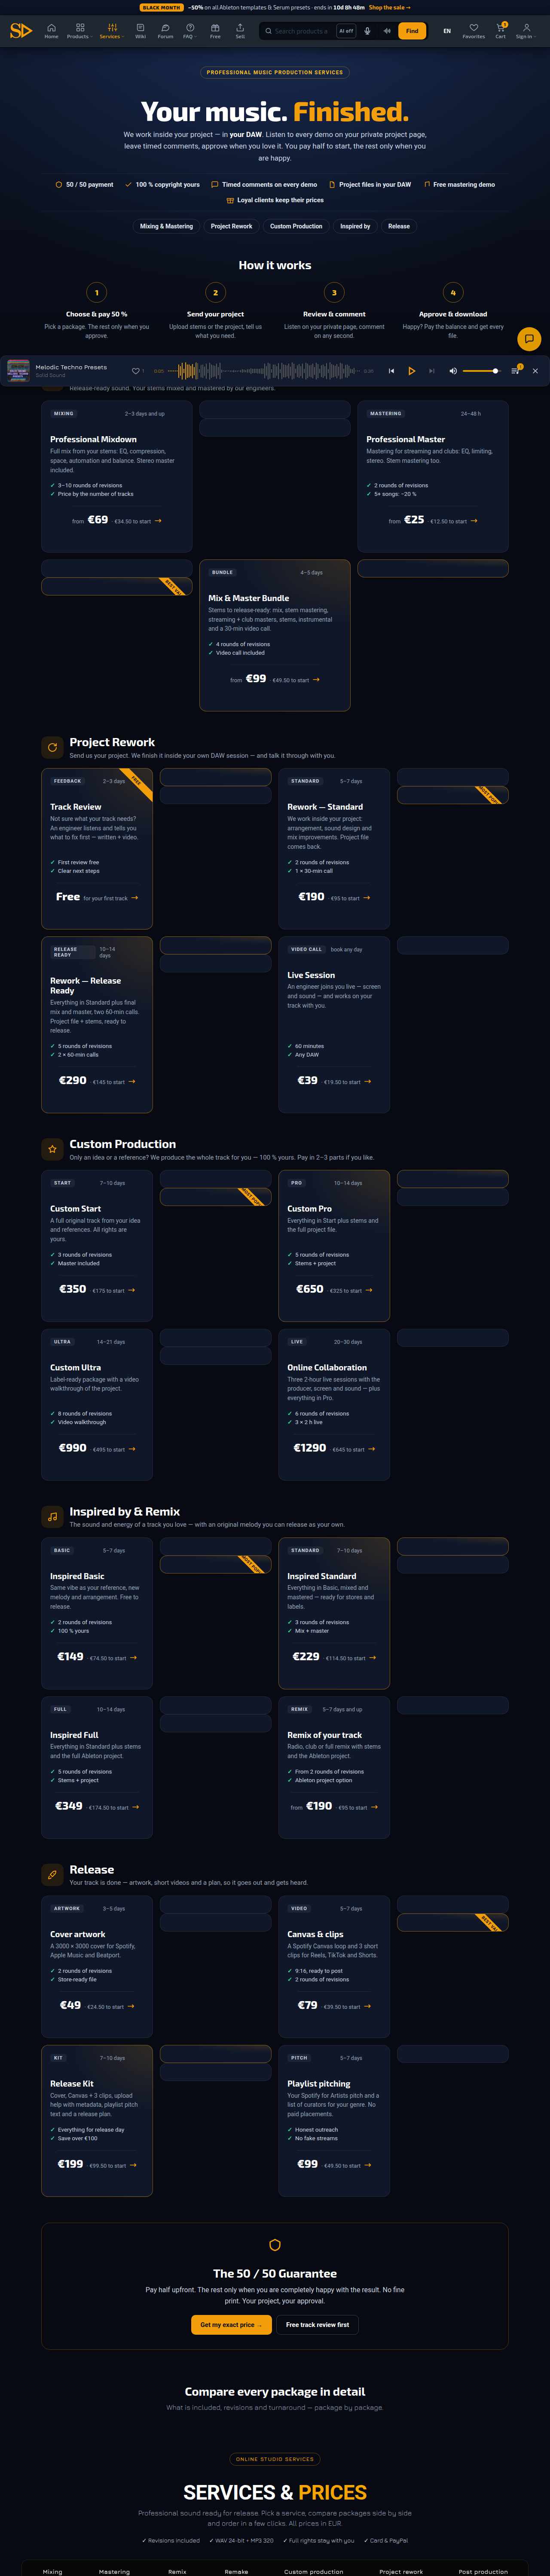 BLACK MONTH −50% on all Ableton templates & Serum presets · ends in 10d 8h 48m Shop the sale →
Home Products Services Wiki Forum FAQ Free Sell
AI off Find EN Favorites Cart Sign in
PROFESSIONAL MUSIC PRODUCTION SERVICES
Your music. Finished.
We work inside your project — in your DAW. Listen to every demo on your private project page,
leave timed comments, approve when you love it. You pay half to start, the rest only when you
are happy.
50 / 50 payment 100 % copyright yours Timed comments on every demo Project files in your DAW Free mastering demo
Loyal clients keep their prices
Mixing & Mastering Project Rework Custom Production Inspired by Release
How it works
1 2 3 4
Choose & pay 50 %
Pick a package. The rest only when you
approve.
Send your project
Upload stems or the project, tell us
what you need.
Review & comment
Listen on your private page, comment
on any second.
Approve & download
Happy? Pay the balance and get every
file.
Melodic Techno Presets
Solid Sound
1 0:00
Release-ready sound. Your tracks mixed and mastered by our engineers.
MIXING 2–3 days and up
Professional Mixdown
Full mix from your stems: EQ, compression,
space, automation and balance. Stereo master
included.
✓ 3–10 rounds of revisions
✓ Price by the number of tracks
from €69 · €34.50 to start →
MASTERING 24–48 h
Professional Master
Mastering for streaming and clubs: EQ, limiting,
stereo. Stem mastering too.
✓ 2 rounds of revisions
✓ 5+ songs: −20 %
from €25 · €12.50 to start →
BUNDLE 4–5 days
Mix & Master Bundle
Stems to release-ready: mix, stem mastering,
streaming + club masters, stems, instrumental
and a 30-min video call.
✓ 4 rounds of revisions
✓ Video call included
from €99 · €49.50 to start →
Project Rework
Send us your project. We finish it inside your own DAW session — and talk it through with you.
FEEDBACK 2–3 days
Track Review
Not sure what your track needs?
An engineer listens and tells you
what to fix first — written + video.
✓ First review free
✓ Clear next steps
Free for your first track →
STANDARD 5–7 days
Rework — Standard
We work inside your project:
arrangement, sound design and
mix improvements. Project file
comes back.
✓ 2 rounds of revisions
✓ 1 × 30-min call
€190 · €95 to start →
RELEASE READY 10–14 days
Rework — Release
Ready
Everything in Standard plus final
mix and master, two 60-min calls.
Project file + stems, ready to
release.
✓ 5 rounds of revisions
✓ 2 × 60-min calls
€290 · €145 to start →
VIDEO CALL book any day
Live Session
An engineer joins you live — screen
and sound — and works on your
track with you.
✓ 60 minutes
✓ Any DAW
€39 · €19.50 to start →
Custom Production
Only an idea or a reference? We produce the whole track for you — 100 % yours. Pay in 2–3 parts if you like.
START 7–10 days
Custom Start
A full original track from your idea
and references. All rights are
yours.
✓ 3 rounds of revisions
✓ Master included
€350 · €175 to start →
PRO 10–14 days
Custom Pro
Everything in Start plus stems and
the full project file.
✓ 5 rounds of revisions
✓ Stems + project
€650 · €325 to start →
ULTRA 14–21 days
Custom Ultra
Label-ready package with a video
walkthrough of the project.
✓ 8 rounds of revisions
✓ Video walkthrough
€990 · €495 to start →
LIVE 20–30 days
Online Collaboration
Three 2-hour live sessions with the
producer, screen and sound — plus
everything in Pro.
✓ 6 rounds of revisions
✓ 3 × 2 h live
€1290 · €645 to start →
Inspired by & Remix
The sound and energy of a track you love — with an original melody you can release as your own.
BASIC 5–7 days
Inspired Basic
Same vibe as your reference, new
melody and arrangement. Free to
release.
✓ 2 rounds of revisions
✓ 100 % yours
€149 · €74.50 to start →
STANDARD 7–10 days
Inspired Standard
Everything in Basic, mixed and
mastered — ready for stores and
labels.
✓ 3 rounds of revisions
✓ Mix + master
€229 · €114.50 to start →
FULL 10–14 days
Inspired Full
Everything in Standard plus stems
and the full Ableton project.
✓ 5 rounds of revisions
✓ Stems + project
€349 · €174.50 to start →
REMIX 5–7 days and up
Remix of your track
Radio, club or full remix with stems
and the Ableton project.
✓ From 2 rounds of revisions
✓ Ableton project option
from €190 · €95 to start →
Release
Your track is done — artwork, short videos and a plan, so it goes out and gets heard.
ARTWORK 3–5 days
Cover artwork
A 3000 × 3000 cover for Spotify,
Apple Music and Beatport.
✓ 2 rounds of revisions
✓ Store-ready file
€49 · €24.50 to start →
VIDEO 5–7 days
Canvas & clips
A Spotify Canvas loop and 3 short
clips for Reels, TikTok and Shorts.
✓ 9:16, ready to post
✓ 2 rounds of revisions
€79 · €39.50 to start →
KIT 7–10 days
Release Kit
Cover, Canvas + 3 clips, upload
help with metadata, playlist pitch
text and a release plan.
✓ Everything for release day
✓ Save over €100
€199 · €99.50 to start →
PITCH 5–7 days
Playlist pitching
Your Spotify for Artists pitch and a
list of curators for your genre. No
paid placements.
✓ Honest outreach
✓ No fake streams
€99 · €49.50 to start →
The 50 / 50 Guarantee
Pay half upfront. The rest only when you are completely happy with the result. No fine
print. Your project, your approval.
Get my exact price → Free track review first
Compare every package in detail
What is included, revisions and turnaround — package by package.
ONLINE STUDIO SERVICES
SERVICES & PRICES
Professional sound ready for release. Pick a service, compare packages side by side
and order in a few clicks. All prices in EUR.
✓ Revisions included ✓ WAV 24-bit + MP3 320 ✓ Full rights stay with you ✓ Card & PayPal
Mixing Mastering Remix Remake Custom production Project rework Post production